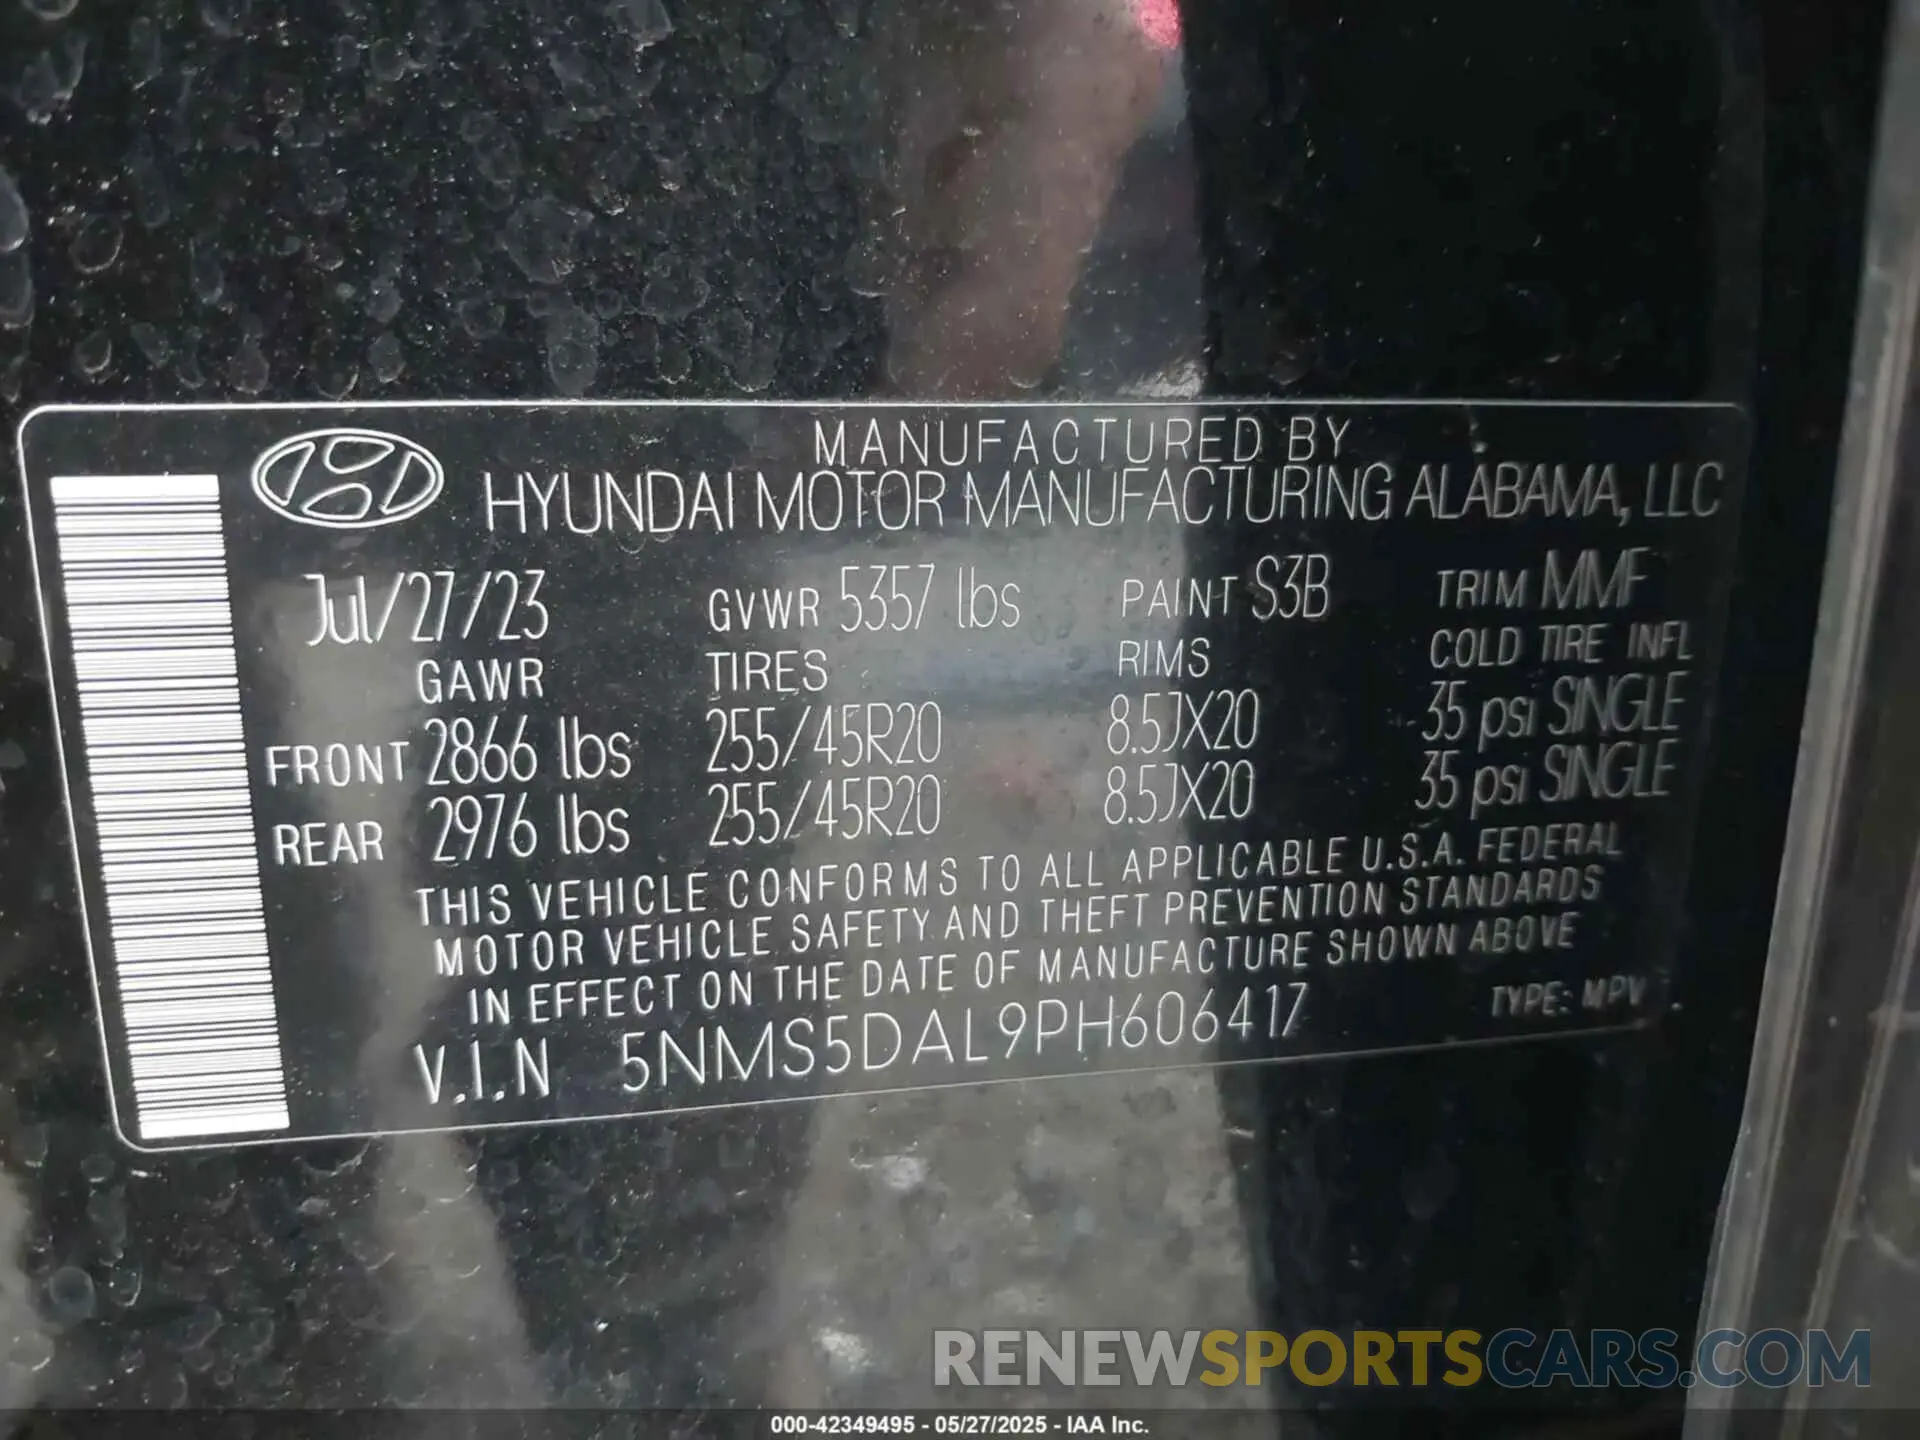 MANUFACTURED BY
HYUNDAI MOTOR MANUFACTURING ALABAMA, LLC
Jul/27/23 GVWR 5357 lbs PAINT S3B TRIM MMF
GAWR TIRES RIMS COLD TIRE INFL
FRONT 2866 lbs 255/45R20 8.5JX20 35 psi SINGLE
REAR 2976 lbs 255/45R20 8.5JX20 35 psi SINGLE
THIS VEHICLE CONFORMS TO ALL APPLICABLE U.S.A. FEDERAL
MOTOR VEHICLE SAFETY AND THEFT PREVENTION STANDARDS
IN EFFECT ON THE DATE OF MANUFACTURE SHOWN ABOVE
V.I.N 5NMS5DAL9PH606417 TYPE: MPV
RENEWSPORTSCARS.COM
000-42349495 - 05/27/2025 - IAA Inc.